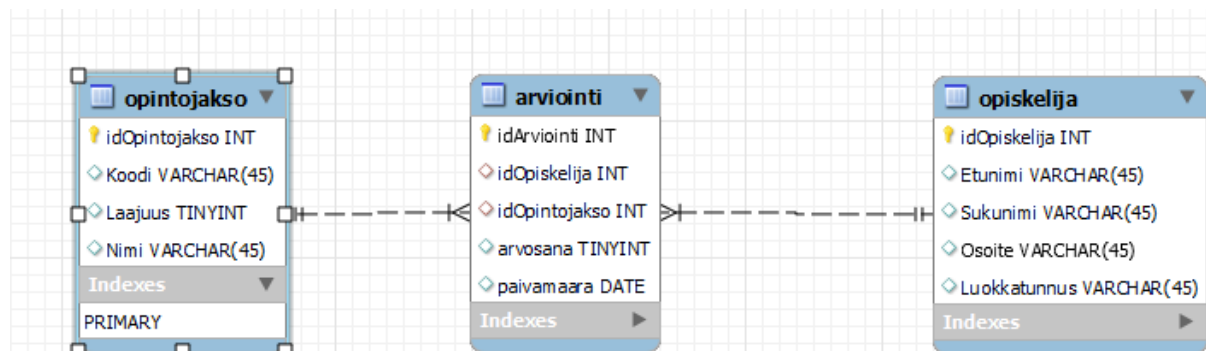 opintojakso
idOpintojakso INT
Koodi VARCHAR(45)
Laajuus TINYINT
Nimi VARCHAR(45)
Indexes
PRIMARY
arviointi
idArviointi INT
idOpiskelija INT
idOpintojakso INT
arvosana TINYINT
paivamaara DATE
Indexes
opiskelija
idOpiskelija INT
Etunimi VARCHAR(45)
Sukunimi VARCHAR(45)
Osoite VARCHAR(45)
Luokkatunnus VARCHAR(45)
Indexes